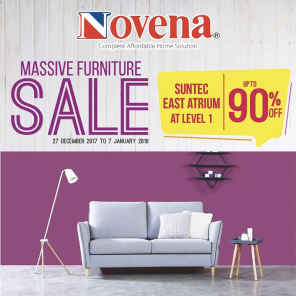 Novena®
Complete Affordable Home Solution
MASSIVE FURNITURE
SALE
27 DECEMBER 2017 TO 7 JANUARY 2018
SUNTEC
EAST ATRIUM
AT LEVEL 1
UP TO
90%
OFF